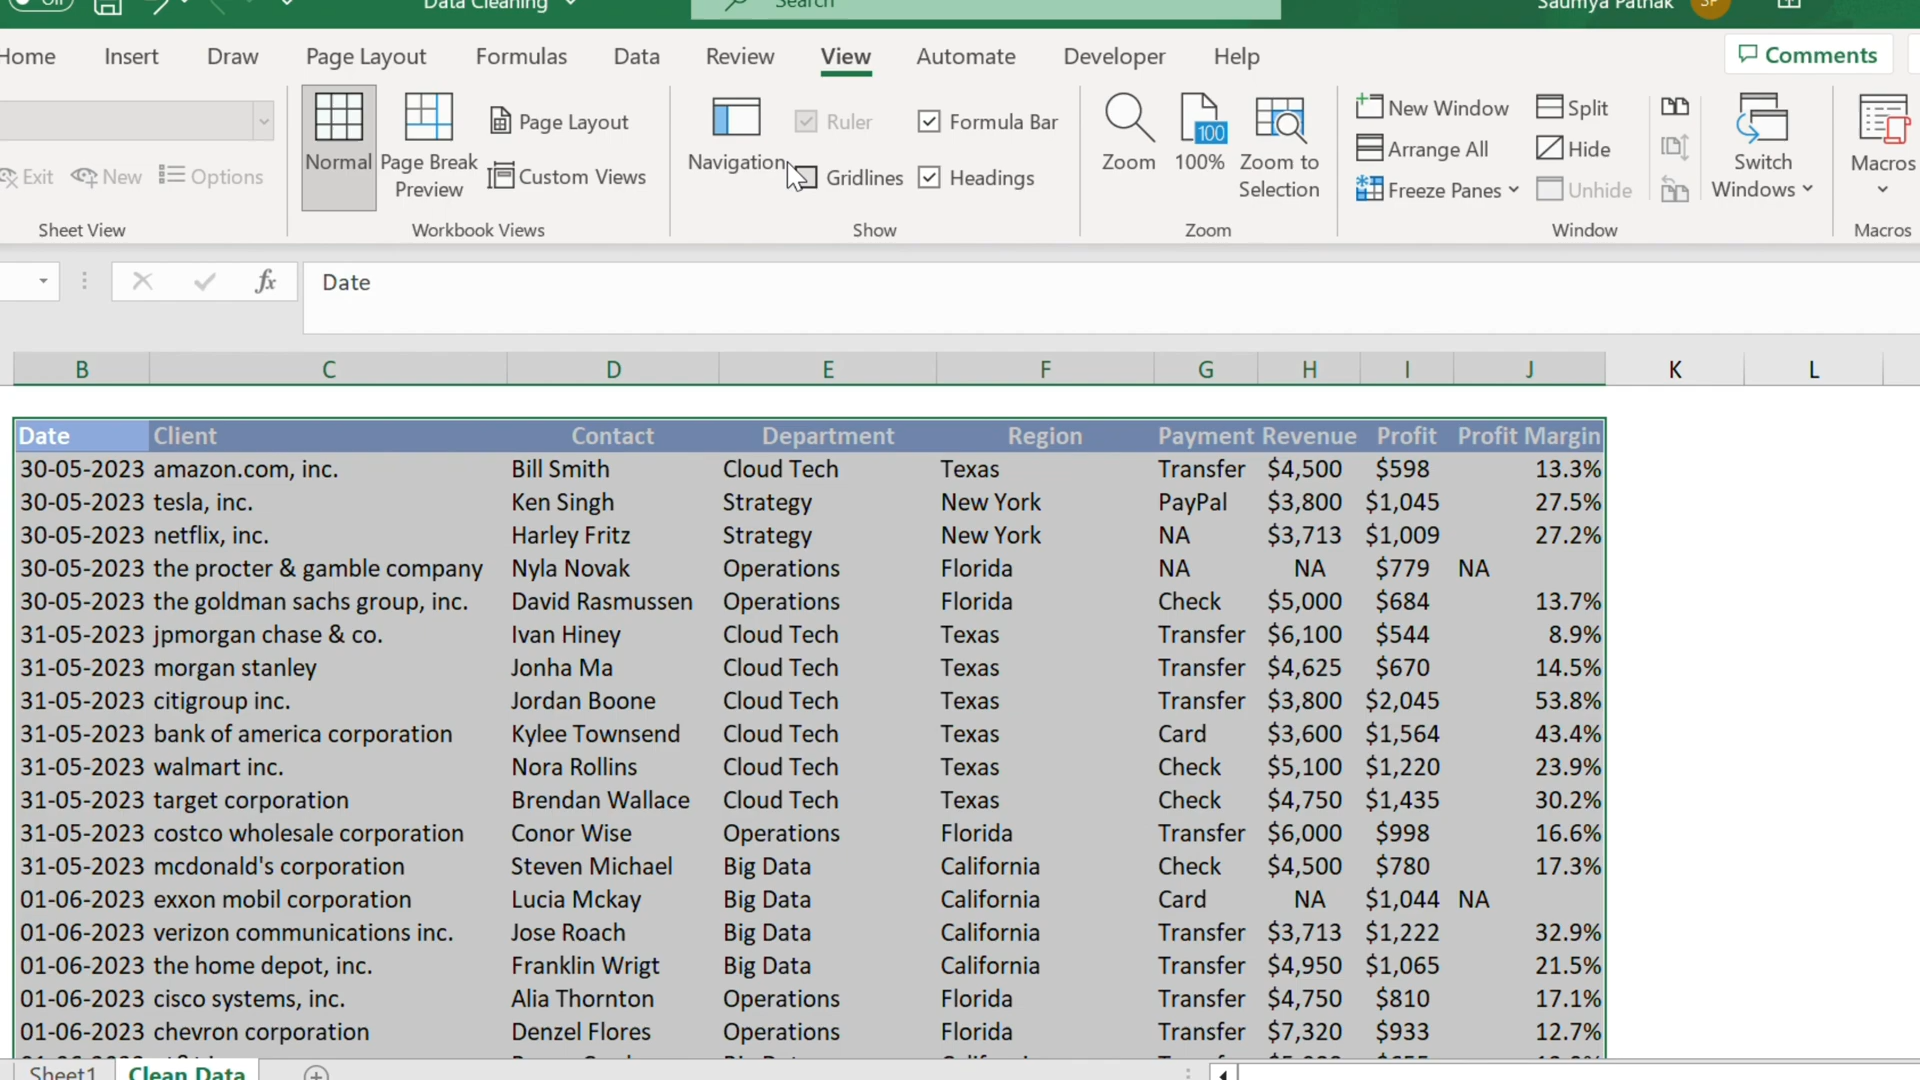 Off
Data Cleaning
Search
Saumya Pathak
SP
Home Insert Draw Page Layout Formulas Data Review View Automate Developer Help
Comments
Exit New Options
Sheet View
Normal
Page Break Preview
Page Layout
Custom Views
Workbook Views
Navigation
Ruler
Formula Bar
Gridlines
Headings
Show
Zoom
100
100%
Zoom to Selection
Zoom
New Window
Arrange All
Freeze Panes
Split
Hide
Unhide
Switch Windows
Window
Macros
Macros
fx Date
B C D E F G H I J K L
Date Client Contact Department Region Payment Revenue Profit Profit Margin
30-05-2023 amazon.com, inc. Bill Smith Cloud Tech Texas Transfer $4,500 $598 13.3%
30-05-2023 tesla, inc. Ken Singh Strategy New York PayPal $3,800 $1,045 27.5%
30-05-2023 netflix, inc. Harley Fritz Strategy New York NA $3,713 $1,009 27.2%
30-05-2023 the procter & gamble company Nyla Novak Operations Florida NA NA $779 NA
30-05-2023 the goldman sachs group, inc. David Rasmussen Operations Florida Check $5,000 $684 13.7%
31-05-2023 jpmorgan chase & co. Ivan Hiney Cloud Tech Texas Transfer $6,100 $544 8.9%
31-05-2023 morgan stanley Jonha Ma Cloud Tech Texas Transfer $4,625 $670 14.5%
31-05-2023 citigroup inc. Jordan Boone Cloud Tech Texas Transfer $3,800 $2,045 53.8%
31-05-2023 bank of america corporation Kylee Townsend Cloud Tech Texas Card $3,600 $1,564 43.4%
31-05-2023 walmart inc. Nora Rollins Cloud Tech Texas Check $5,100 $1,220 23.9%
31-05-2023 target corporation Brendan Wallace Cloud Tech Texas Check $4,750 $1,435 30.2%
31-05-2023 costco wholesale corporation Conor Wise Operations Florida Transfer $6,000 $998 16.6%
31-05-2023 mcdonald's corporation Steven Michael Big Data California Check $4,500 $780 17.3%
01-06-2023 exxon mobil corporation Lucia Mckay Big Data California Card NA $1,044 NA
01-06-2023 verizon communications inc. Jose Roach Big Data California Transfer $3,713 $1,222 32.9%
01-06-2023 the home depot, inc. Franklin Wrigt Big Data California Transfer $4,950 $1,065 21.5%
01-06-2023 cisco systems, inc. Alia Thornton Operations Florida Transfer $4,750 $810 17.1%
01-06-2023 chevron corporation Denzel Flores Operations Florida Transfer $7,320 $933 12.7%
Sheet1 Clean Data